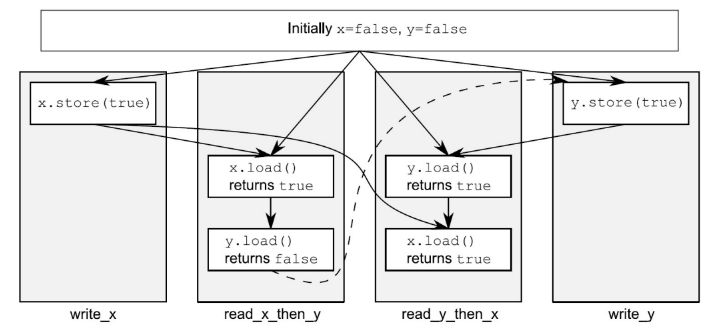 Initially x=false, y=false
x.store(true)
y.store(true)
x.load()
returns true
y.load()
returns true
y.load()
returns false
x.load()
returns true
write_x
read_x_then_y
read_y_then_x
write_y